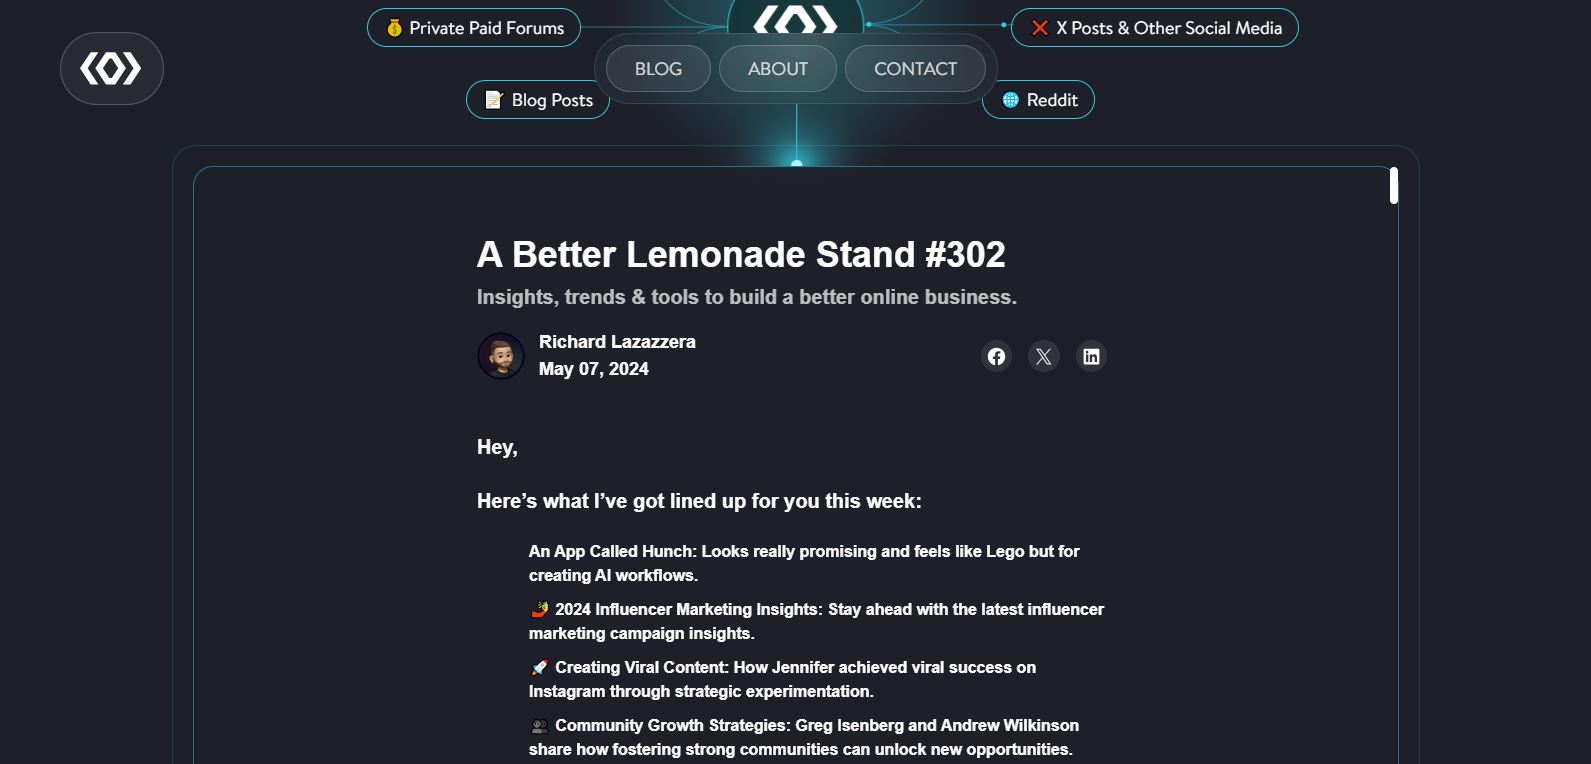 Private Paid Forums
X Posts & Other Social Media
BLOG
ABOUT
CONTACT
Blog Posts
Reddit
A Better Lemonade Stand #302
Insights, trends & tools to build a better online business.
Richard Lazazzera
May 07, 2024
Hey,
Here’s what I’ve got lined up for you this week:
An App Called Hunch: Looks really promising and feels like Lego but for
creating AI workflows.
2024 Influencer Marketing Insights: Stay ahead with the latest influencer
marketing campaign insights.
Creating Viral Content: How Jennifer achieved viral success on
Instagram through strategic experimentation.
Community Growth Strategies: Greg Isenberg and Andrew Wilkinson
share how fostering strong communities can unlock new opportunities.